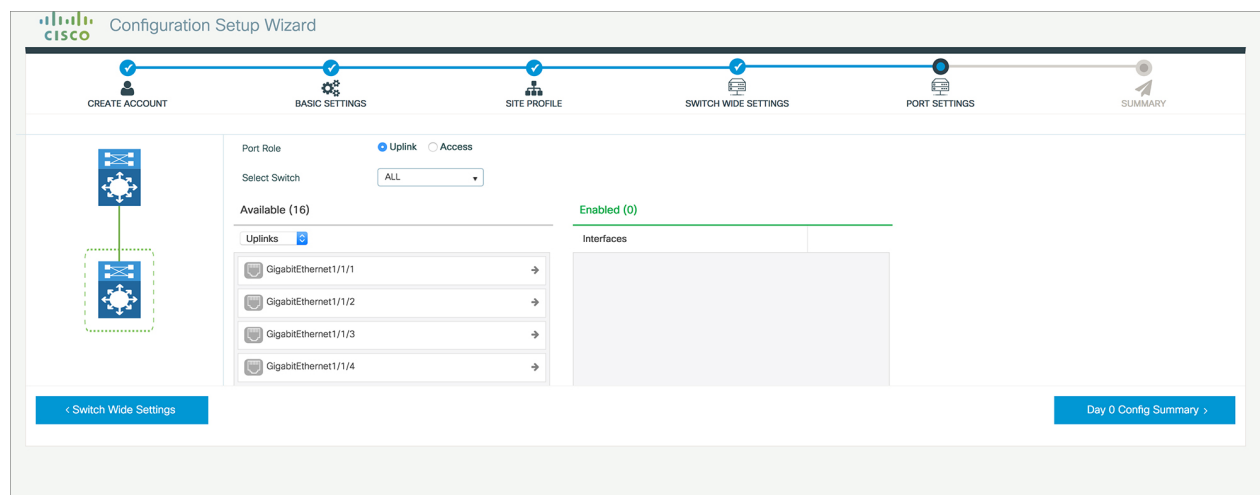 CISCO
Configuration Setup Wizard
CREATE ACCOUNT
BASIC SETTINGS
SITE PROFILE
SWITCH WIDE SETTINGS
PORT SETTINGS
SUMMARY
Port Role
Uplink
Access
Select Switch
ALL
Available (16)
Enabled (0)
Uplinks
Interfaces
GigabitEthernet1/1/1
GigabitEthernet1/1/2
GigabitEthernet1/1/3
GigabitEthernet1/1/4
< Switch Wide Settings
Day 0 Config Summary >